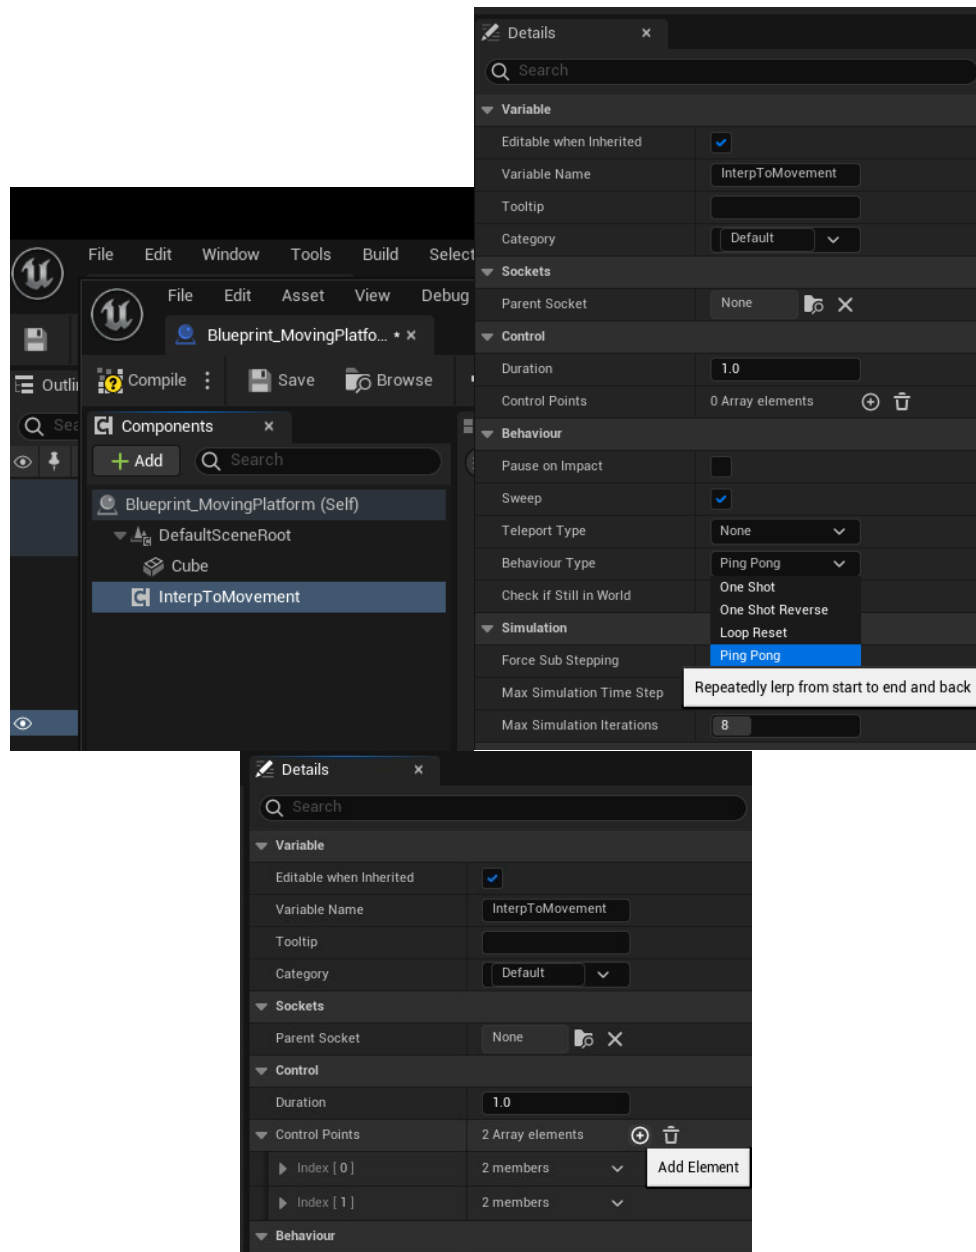 File Edit Window Tools Build Select
File Edit Asset View Debug
Blueprint_MovingPlatfo... •
Compile Save Browse
Outli
Components
Add Search
Sea
Blueprint_MovingPlatform (Self)
DefaultSceneRoot
Cube
InterpToMovement
Details
Search
Variable
Editable when Inherited
Variable Name InterpToMovement
Tooltip
Category Default
Sockets
Parent Socket None
Control
Duration 1.0
Control Points 0 Array elements
Behaviour
Pause on Impact
Sweep
Teleport Type None
Behaviour Type Ping Pong
One Shot
Check if Still in World One Shot Reverse
Simulation Loop Reset
Force Sub Stepping Ping Pong
Max Simulation Time Step Repeatedly lerp from start to end and back
Max Simulation Iterations 8
Details
Search
Variable
Editable when Inherited
Variable Name InterpToMovement
Tooltip
Category Default
Sockets
Parent Socket None
Control
Duration 1.0
Control Points 2 Array elements
Index [ 0 ] 2 members Add Element
Index [ 1 ] 2 members
Behaviour